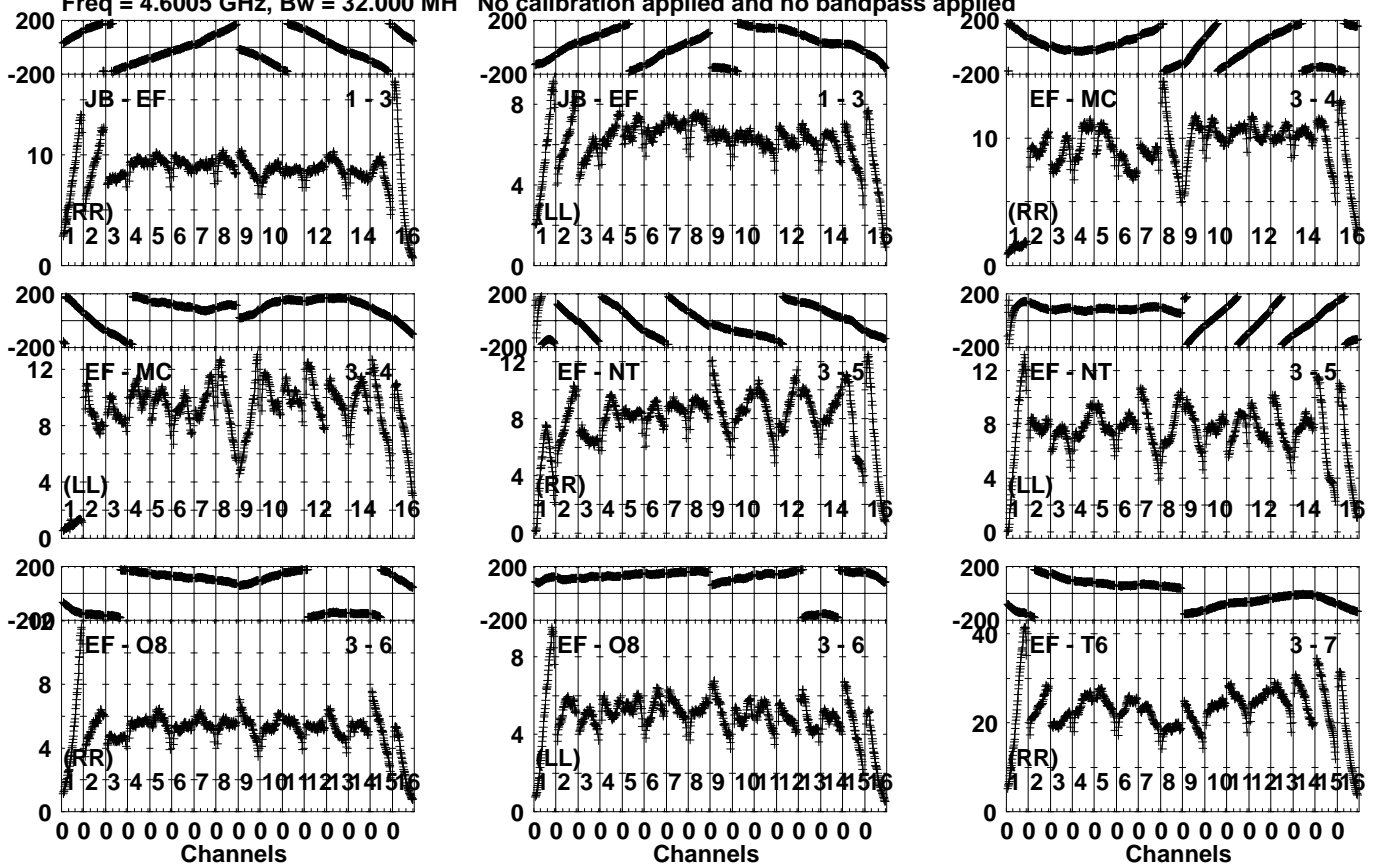 Freq = 4.6005 GHz, Bw = 32.000 MH No calibration applied and no bandpass applied
200
-200
JB - EF 1 - 3
10
0
(RR)
1 2 3 4 5 6 7 8 9 10 12 14 16
200
-200
JB - EF 1 - 3
8
4
0
(LL)
1 2 3 4 5 6 7 8 9 10 12 14 16
200
-200
EF - MC 3 - 4
10
0
(RR)
1 2 3 4 5 6 7 8 9 10 12 14 16
200
-200
EF - MC 3 - 4
12
8
4
0
(LL)
1 2 3 4 5 6 7 8 9 10 12 14 16
200
-200
EF - NT 3 - 5
12
8
4
0
(RR)
1 2 3 4 5 6 7 8 9 10 12 14 16
200
-200
EF - NT 3 - 5
12
8
4
0
(LL)
1 2 3 4 5 6 7 8 9 10 12 14 16
200
-200
12
EF - O8 3 - 6
8
4
0
(RR)
1 2 3 4 5 6 7 8 9 10 11 12 13 14 15 16
0 0 0 0 0 0 0 0 0 0 0 0 0 0 0 0
Channels
200
-200
EF - O8 3 - 6
8
4
0
(LL)
1 2 3 4 5 6 7 8 9 10 11 12 13 14 15 16
0 0 0 0 0 0 0 0 0 0 0 0 0 0 0 0
Channels
200
-200
40
EF - T6 3 - 7
20
0
(RR)
1 2 3 4 5 6 7 8 9 10 11 12 13 14 15 16
0 0 0 0 0 0 0 0 0 0 0 0 0 0 0 0
Channels